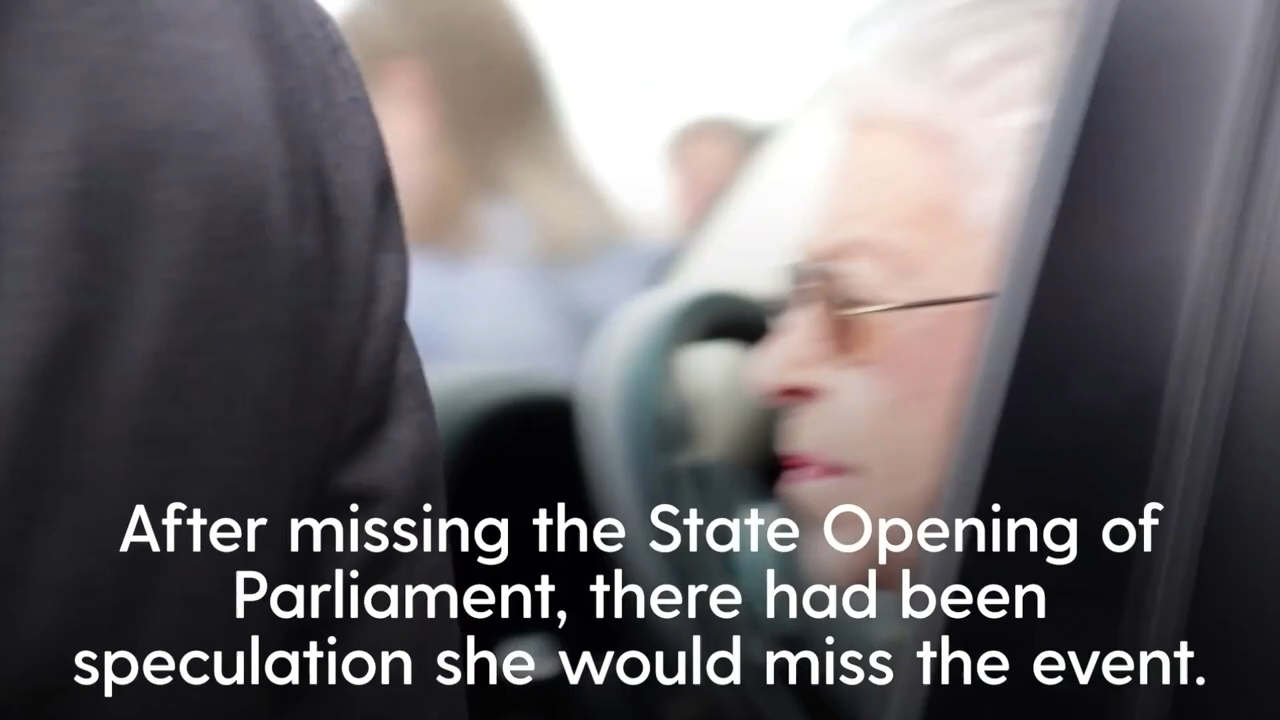 After missing the State Opening of
Parliament, there had been
speculation she would miss the event.